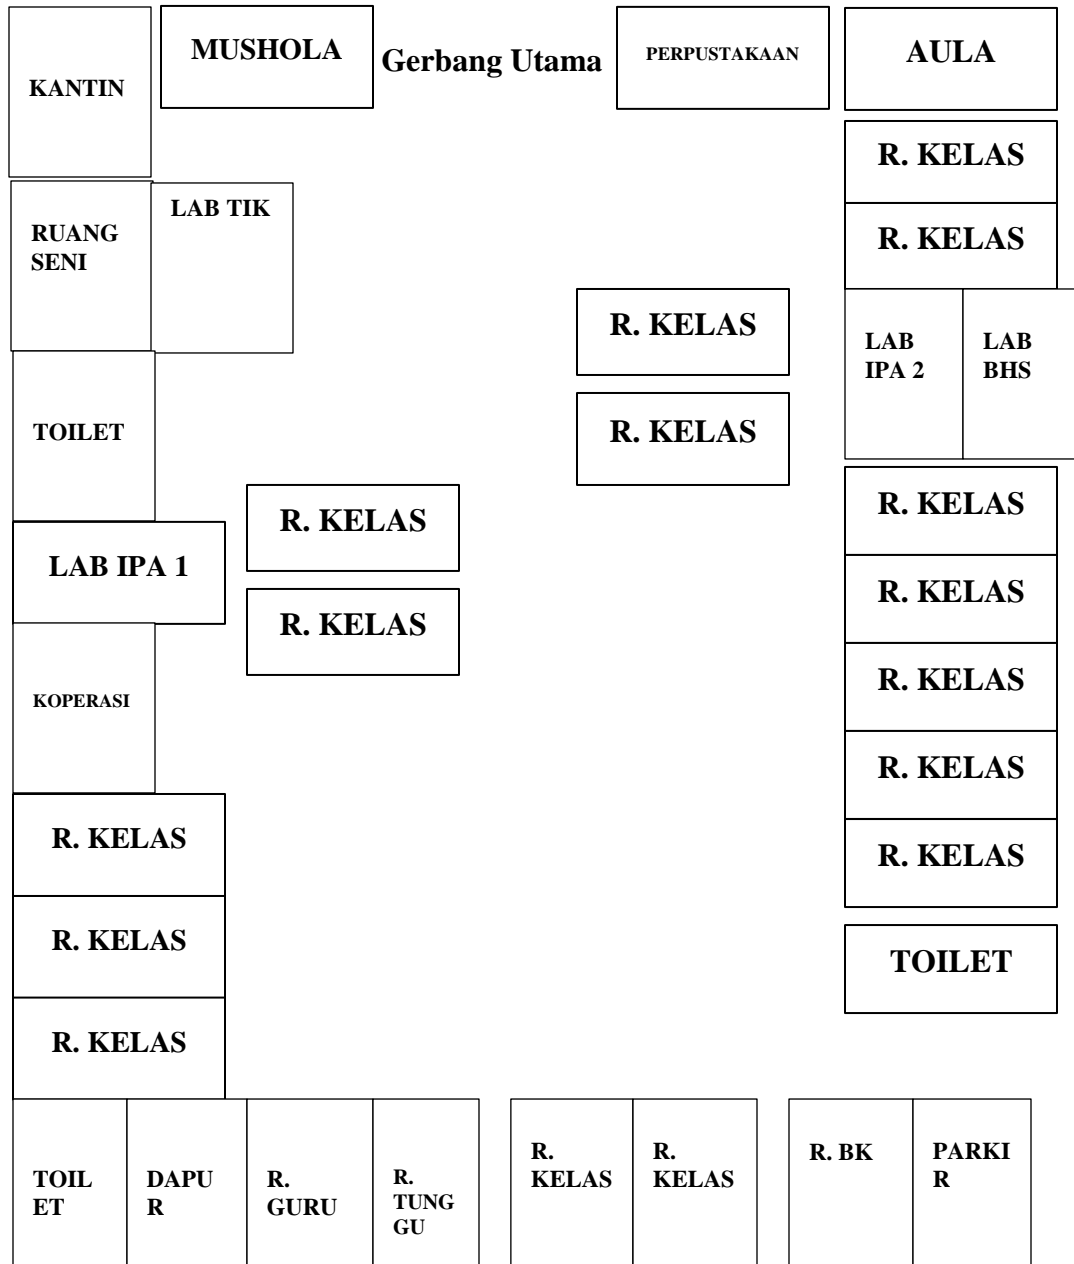 KANTIN
MUSHOLA
Gerbang Utama
PERPUSTAKAAN
AULA
R. KELAS
R. KELAS
RUANG
SENI
LAB TIK
R. KELAS
R. KELAS
LAB
IPA 2
LAB
BHS
TOILET
R. KELAS
R. KELAS
LAB IPA 1
KOPERASI
R. KELAS
R. KELAS
R. KELAS
R. KELAS
R. KELAS
R. KELAS
R. KELAS
R. KELAS
TOILET
TOIL
ET
DAPU
R
R.
GURU
R.
TUNG
GU
R.
KELAS
R.
KELAS
R. BK
PARKI
R